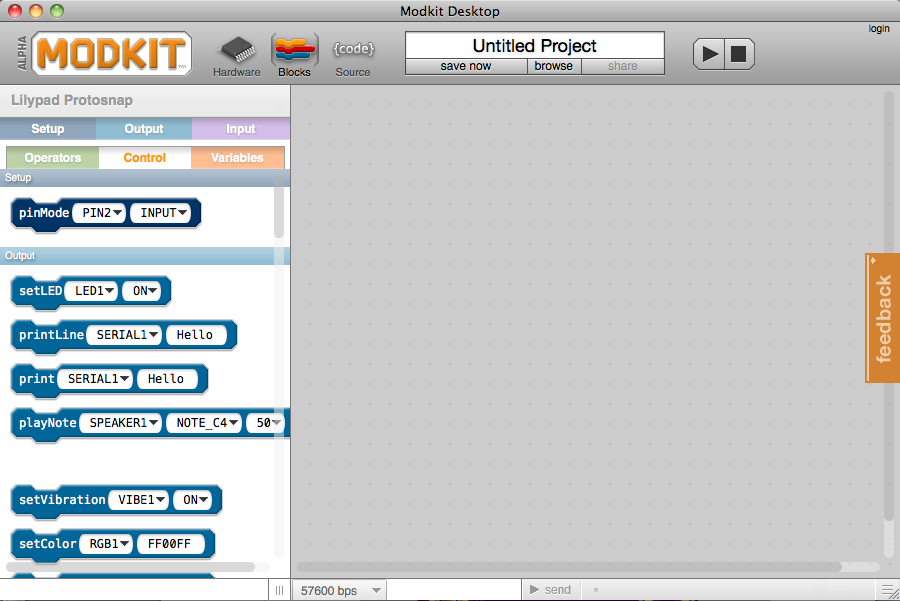 Modkit Desktop
login
ALPHA
MODKIT
Hardware
Blocks
{code}
Source
Untitled Project
save now
browse
share
Lilypad Protosnap
Setup
Output
Input
Operators
Control
Variables
Setup
pinMode PIN2 INPUT
Output
setLED LED1 ON
printLine SERIAL1 Hello
print SERIAL1 Hello
playNote SPEAKER1 NOTE_C4 50
setVibration VIBE1 ON
setColor RGB1 FF00FF
feedback
57600 bps
send